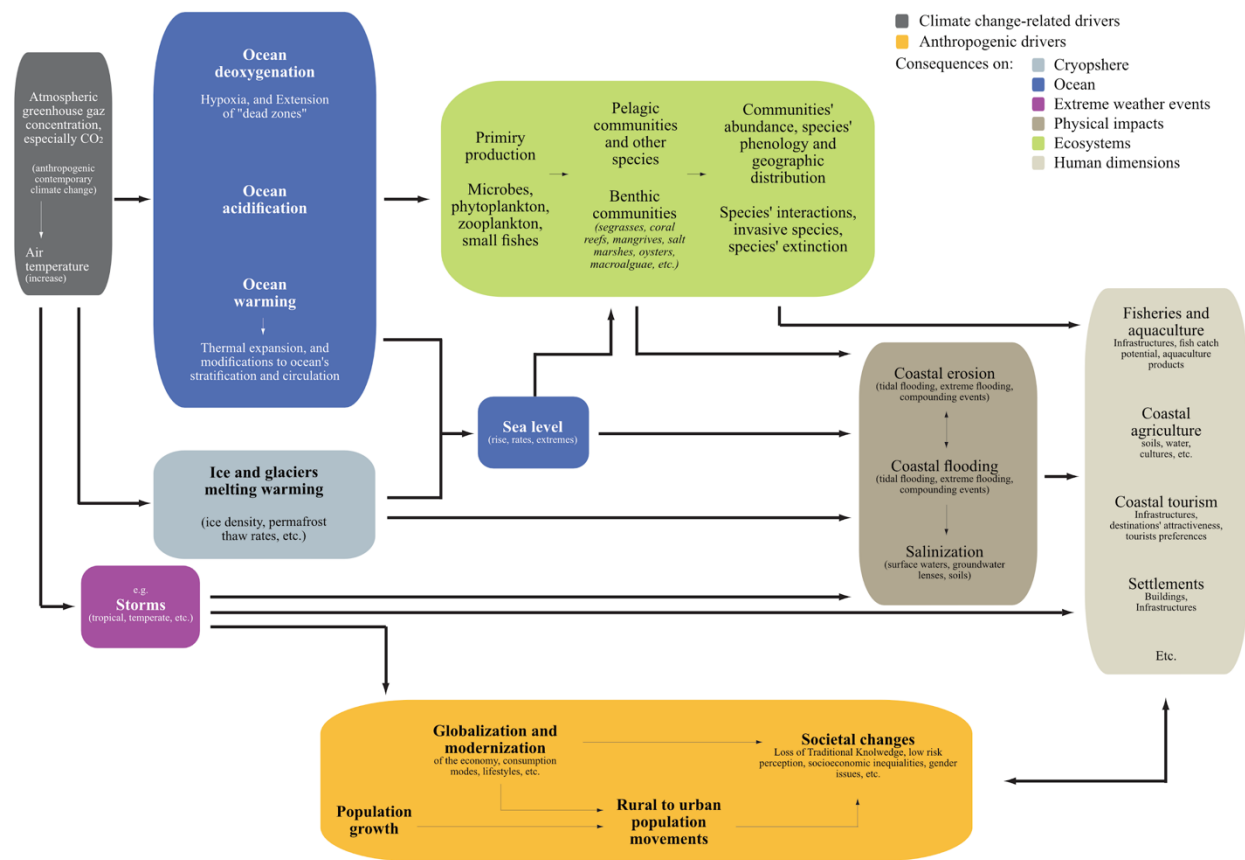 Climate change-related drivers
Anthropogenic drivers
Consequences on:
Cryopshere
Ocean
Extreme weather events
Physical impacts
Ecosystems
Human dimensions
Atmospheric
greenhouse gaz
concentration,
especially CO₂
(anthropogenic
contemporary
climate change)
Air
temperature
(increase)
Ocean
deoxygenation
Hypoxia, and Extension
of "dead zones"
Ocean
acidification
Ocean
warming
Thermal expansion, and
modifications to ocean's
stratification and circulation
Primiry
production
Microbes,
phytoplankton,
zooplankton,
small fishes
Pelagic
communities
and other
species
Benthic
communities
(segrasses, coral
reefs, mangrives, salt
marshes, oysters,
macroalguae, etc.)
Communities'
abundance, species'
phenology and
geographic
distribution
Species' interactions,
invasive species,
species' extinction
Sea level
(rise, rates, extremes)
Ice and glaciers
melting warming
(ice density, permafrost
thaw rates, etc.)
e.g.
Storms
(tropical, temperate, etc.)
Coastal erosion
(tidal flooding, extreme flooding,
compounding events)
Coastal flooding
(tidal flooding, extreme flooding,
compounding events)
Salinization
(surface waters, groundwater
lenses, soils)
Fisheries and
aquaculture
Infrastructures, fish catch
potential, aquaculture
products
Coastal
agriculture
soils, water,
cultures, etc.
Coastal tourism
Infrastructures,
destinations' attractiveness,
tourists preferences
Settlements
Buildings,
Infrastructures
Etc.
Globalization and
modernization
of the economy, consumption
modes, lifestyles, etc.
Societal changes
Loss of Traditional Knolwedge, low risk
perception, socioeconomic inequialities, gender
issues, etc.
Population
growth
Rural to urban
population
movements